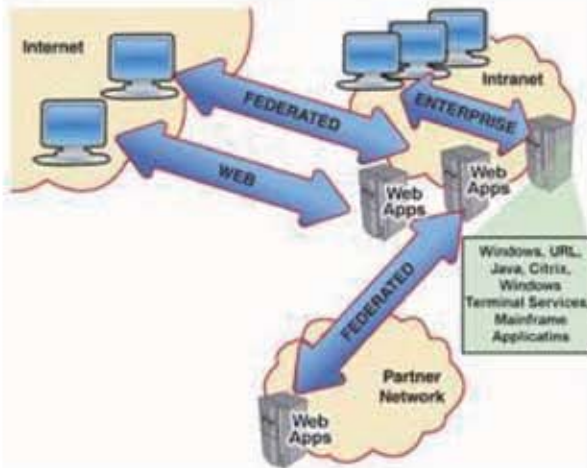 Internet
Intranet
FEDERATED
ENTERPRISE
WEB
Web
Apps
Web
Apps
Windows, URL,
Java, Citrix,
Windows
Terminal Services,
Mainframe
Applicatins
FEDERATED
Partner
Network
Web
Apps